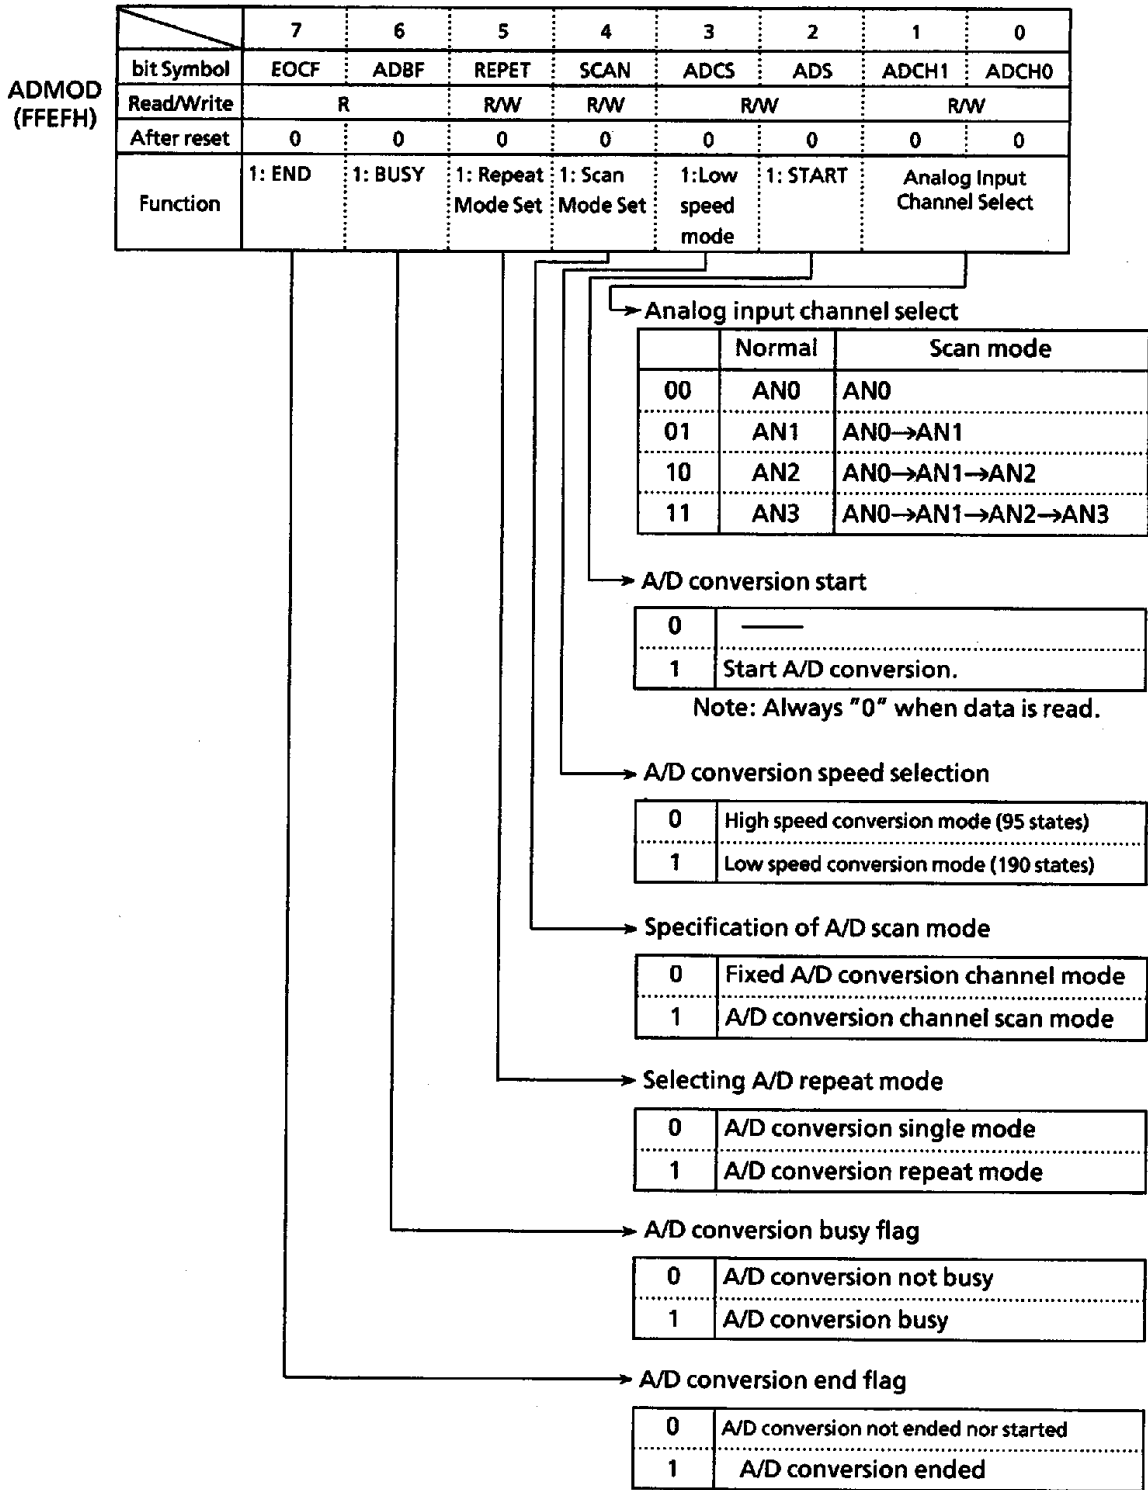 7 6 5 4 3 2 1 0
bit Symbol EOCF ADBF REPET SCAN ADCS ADS ADCH1 ADCH0
ADMOD
(FFEFH)
Read/Write R R/W R/W R/W R/W
After reset 0 0 0 0 0 0 0 0
Function 1: END 1: BUSY 1: Repeat Mode Set 1: Scan Mode Set 1:Low speed mode 1: START Analog Input Channel Select
Analog input channel select
Normal Scan mode
00 AN0 AN0
01 AN1 AN0→AN1
10 AN2 AN0→AN1→AN2
11 AN3 AN0→AN1→AN2→AN3
A/D conversion start
0 ——
1 Start A/D conversion.
Note: Always "0" when data is read.
A/D conversion speed selection
0 High speed conversion mode (95 states)
1 Low speed conversion mode (190 states)
Specification of A/D scan mode
0 Fixed A/D conversion channel mode
1 A/D conversion channel scan mode
Selecting A/D repeat mode
0 A/D conversion single mode
1 A/D conversion repeat mode
A/D conversion busy flag
0 A/D conversion not busy
1 A/D conversion busy
A/D conversion end flag
0 A/D conversion not ended nor started
1 A/D conversion ended